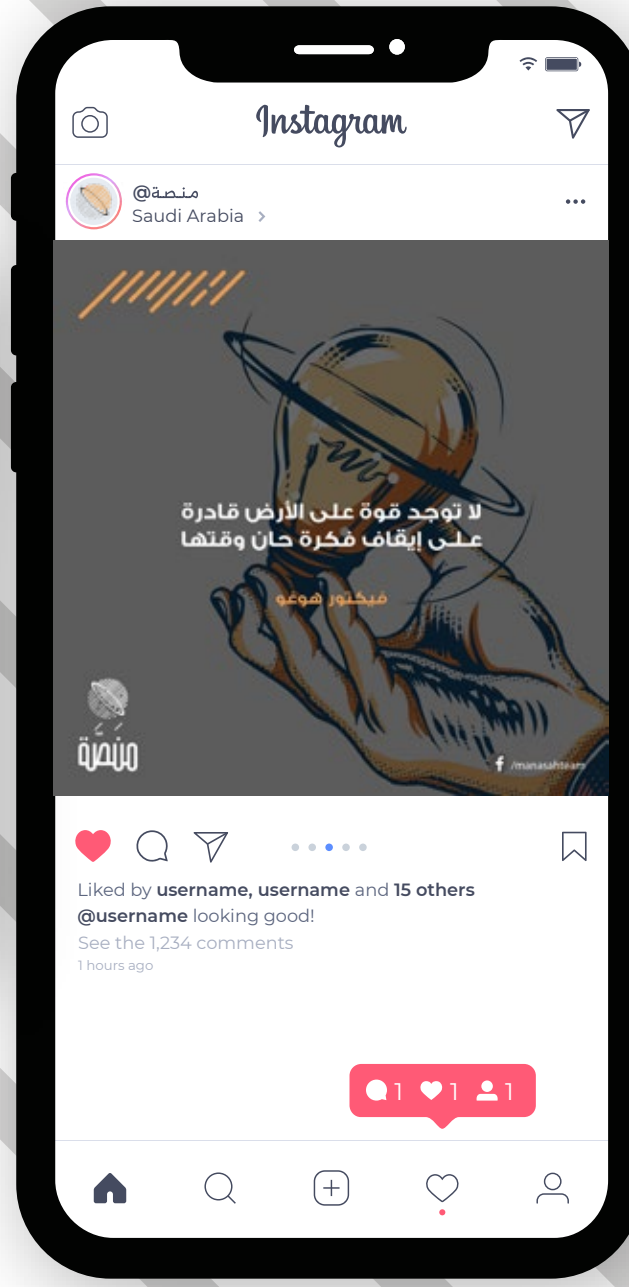 Instagram
@منصة
Saudi Arabia
لا توجد قوة على الأرض قادرة
على إيقاف فكرة حان وقتها
فيكتور هوغو
مَنَصَّة
/manasahteam
Liked by username, username and 15 others
@username looking good!
See the 1,234 comments
1 hours ago
1 1 1